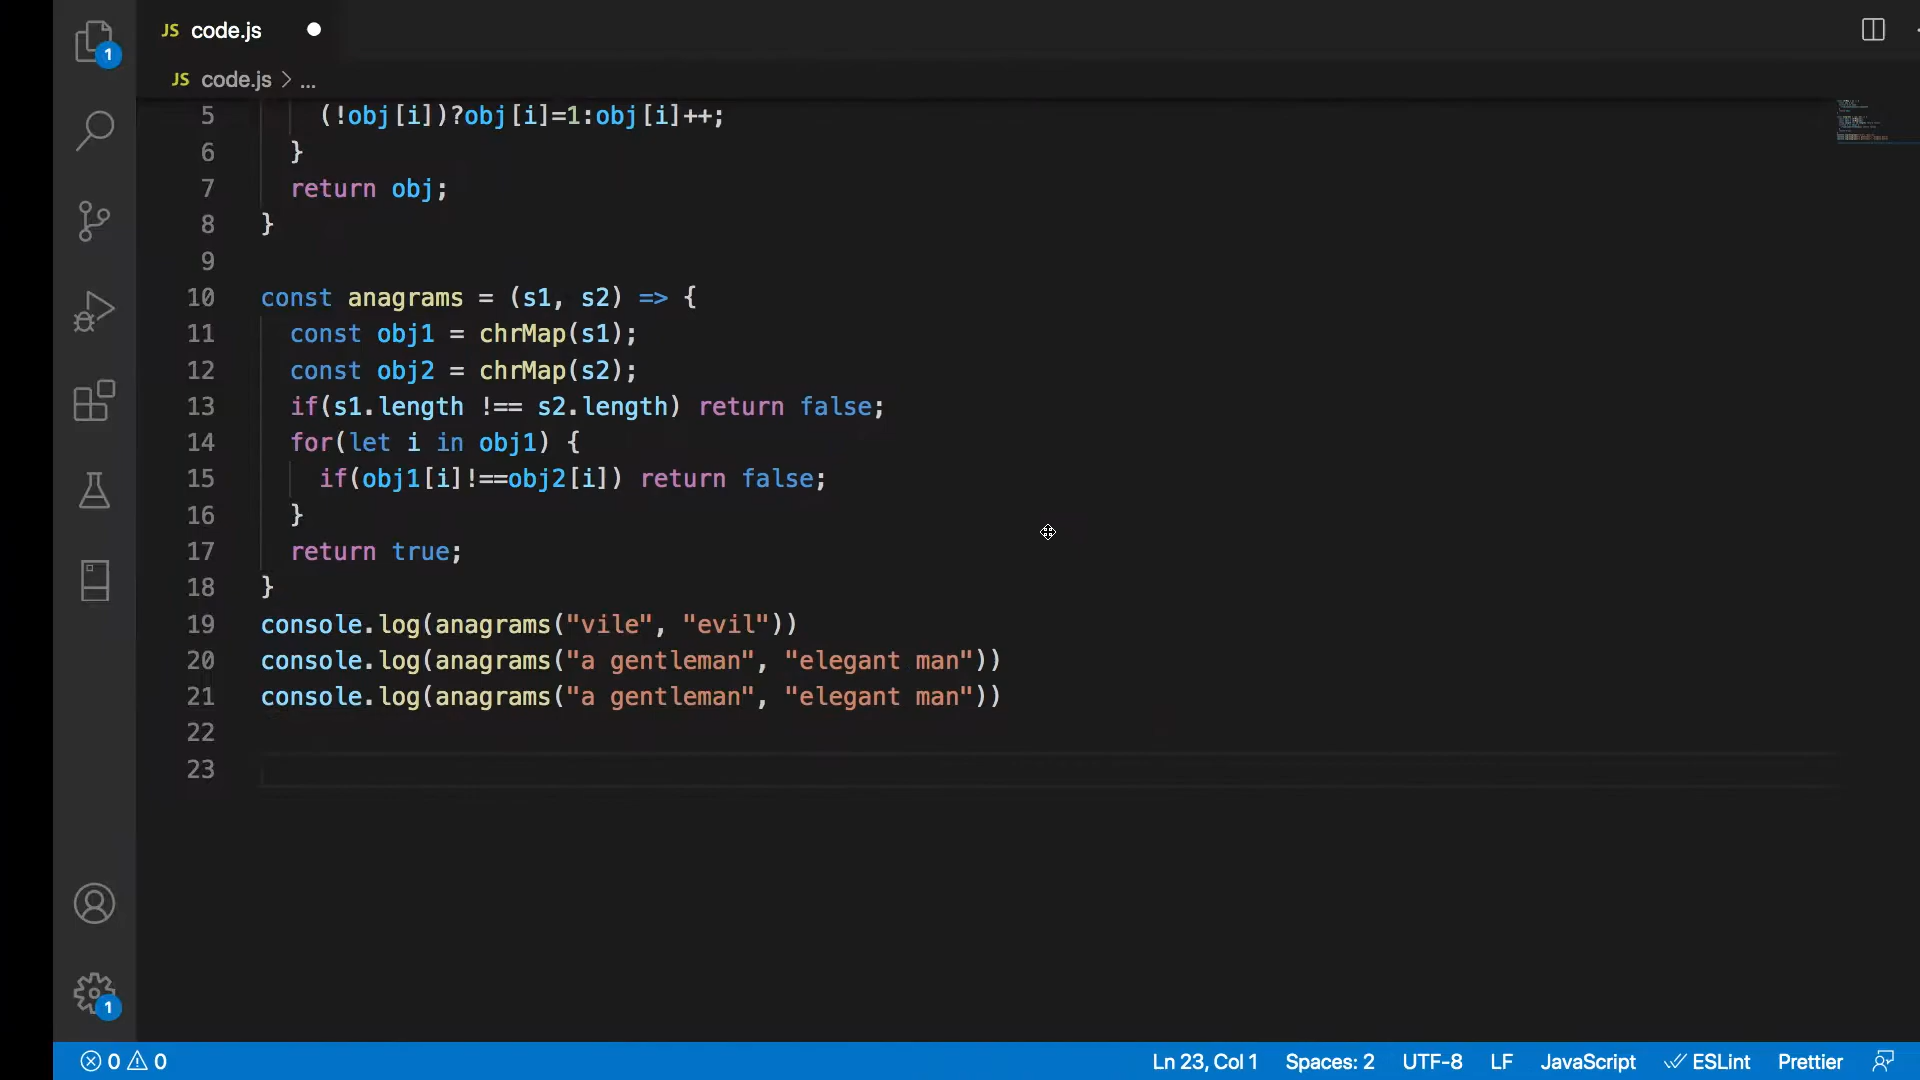 1
JS code.js
JS code.js > ...
5 (!obj[i])?obj[i]=1:obj[i]++;
6 }
7 return obj;
8 }
9
10 const anagrams = (s1, s2) => {
11 const obj1 = chrMap(s1);
12 const obj2 = chrMap(s2);
13 if(s1.length !== s2.length) return false;
14 for(let i in obj1) {
15 if(obj1[i]!==obj2[i]) return false;
16 }
17 return true;
18 }
19 console.log(anagrams("vile", "evil"))
20 console.log(anagrams("a gentleman", "elegant man"))
21 console.log(anagrams("a gentleman", "elegant man"))
22
23
1
0 0 Ln 23, Col 1 Spaces: 2 UTF-8 LF JavaScript ESLint Prettier